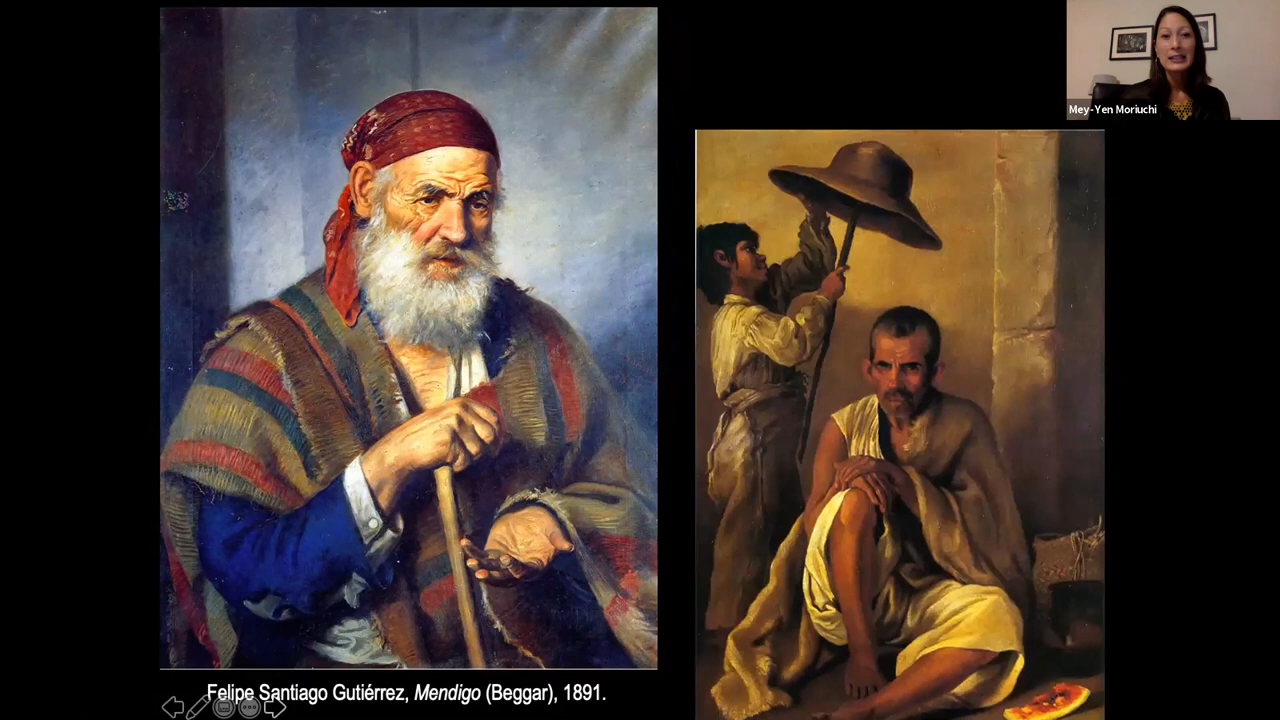 Mey-Yen Moriuchi
Felipe Santiago Gutiérrez, Mendigo (Beggar), 1891.